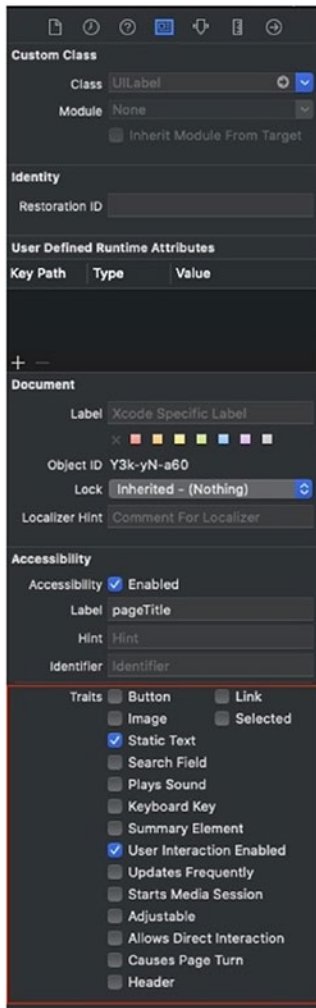 Custom Class
Class UILabel
Module None
Inherit Module From Target
Identity
Restoration ID
User Defined Runtime Attributes
Key Path Type Value
+ −
Document
Label Xcode Specific Label
×
Object ID Y3k-yN-a60
Lock Inherited - (Nothing)
Localizer Hint Comment For Localizer
Accessibility
Accessibility Enabled
Label pageTitle
Hint Hint
Identifier Identifier
Traits Button Link
Image Selected
Static Text
Search Field
Plays Sound
Keyboard Key
Summary Element
User Interaction Enabled
Updates Frequently
Starts Media Session
Adjustable
Allows Direct Interaction
Causes Page Turn
Header